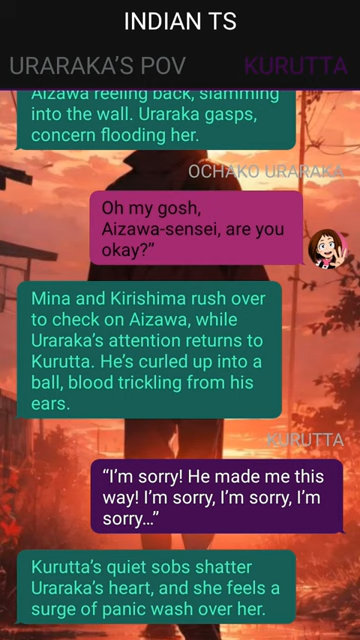 INDIAN TS
URARAKA’S POV KURUTTA
Aizawa reeling back, slamming
into the wall. Uraraka gasps,
concern flooding her.
OCHAKO URARAKA
Oh my gosh,
Aizawa-sensei, are you
okay?”
Mina and Kirishima rush over
to check on Aizawa, while
Uraraka’s attention returns to
Kurutta. He’s curled up into a
ball, blood trickling from his
ears.
KURUTTA
“I’m sorry! He made me this
way! I’m sorry, I’m sorry, I’m
sorry…”
Kurutta’s quiet sobs shatter
Uraraka’s heart, and she feels a
surge of panic wash over her.